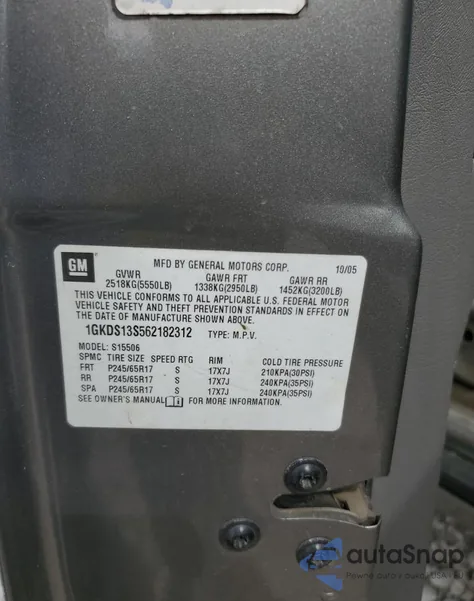 GM
MFD BY GENERAL MOTORS CORP. 10/05
GVWR GAWR FRT GAWR RR
2518KG(5550LB) 1338KG(2950LB) 1452KG(3200LB)
THIS VEHICLE CONFORMS TO ALL APPLICABLE U.S. FEDERAL MOTOR
VEHICLE SAFETY AND THEFT PREVENTION STANDARDS IN EFFECT ON
THE DATE OF MANUFACTURE SHOWN ABOVE.
1GKDS13S562182312 TYPE: M.P.V.
MODEL: S15506
SPMC TIRE SIZE SPEED RTG RIM COLD TIRE PRESSURE
FRT P245/65R17 S 17X7J 210KPA(30PSI)
RR P245/65R17 S 17X7J 240KPA(35PSI)
SPA P245/65R17 S 17X7J 240KPA(35PSI)
SEE OWNER'S MANUAL FOR MORE INFORMATION.
autaSnap